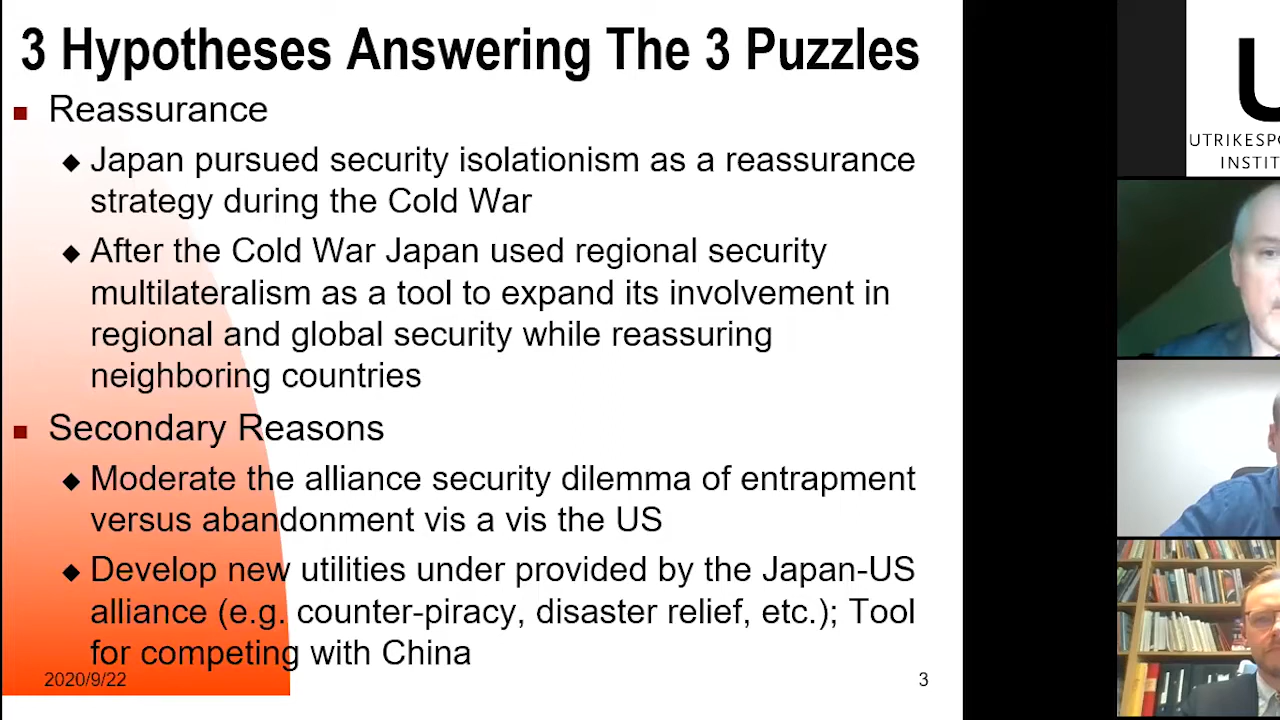 3 Hypotheses Answering The 3 Puzzles
Reassurance
Japan pursued security isolationism as a reassurance
strategy during the Cold War
After the Cold War Japan used regional security
multilateralism as a tool to expand its involvement in
regional and global security while reassuring
neighboring countries
Secondary Reasons
Moderate the alliance security dilemma of entrapment
versus abandonment vis a vis the US
Develop new utilities under provided by the Japan-US
alliance (e.g. counter-piracy, disaster relief, etc.); Tool
for competing with China
2020/9/22
3
U
UTRIKESPO
INSTIT